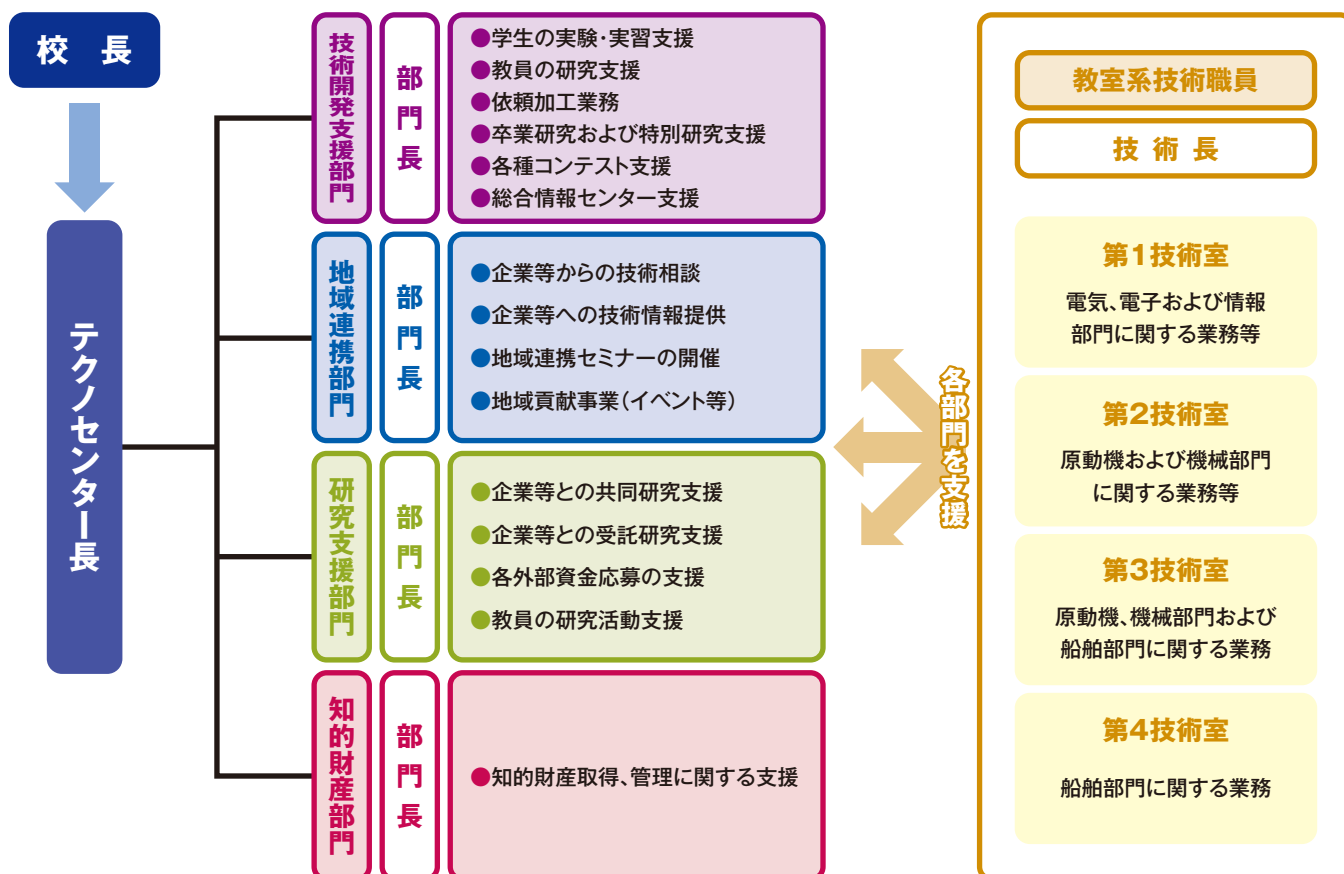 校長
テクノセンター長
技術開発支援部門
部門長
●学生の実験・実習支援
●教員の研究支援
●依頼加工業務
●卒業研究および特別研究支援
●各種コンテスト支援
●総合情報センター支援
地域連携部門
部門長
●企業等からの技術相談
●企業等への技術情報提供
●地域連携セミナーの開催
●地域貢献事業(イベント等)
研究支援部門
部門長
●企業等との共同研究支援
●企業等との受託研究支援
●各外部資金応募の支援
●教員の研究活動支援
知的財産部門
部門長
●知的財産取得、管理に関する支援
各部門を支援
教室系技術職員
技術長
第1技術室
電気、電子および情報
部門に関する業務等
第2技術室
原動機および機械部門
に関する業務等
第3技術室
原動機、機械部門および
船舶部門に関する業務
第4技術室
船舶部門に関する業務